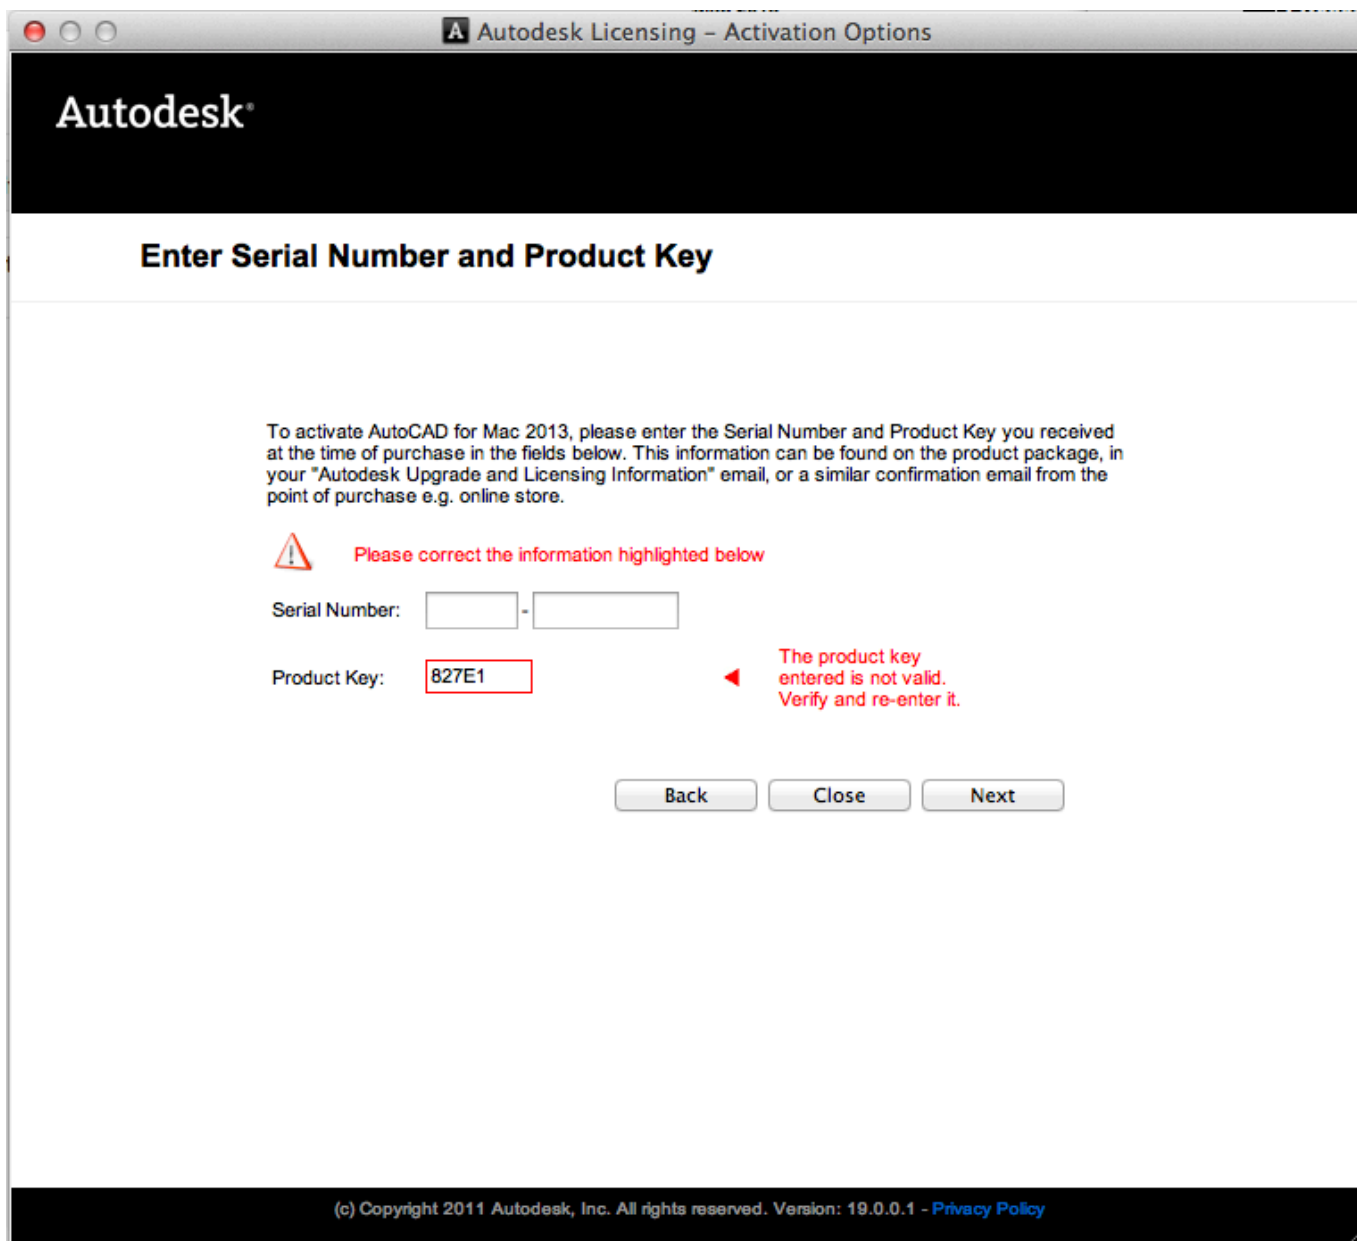 Autodesk Licensing – Activation Options
Autodesk®
Enter Serial Number and Product Key
To activate AutoCAD for Mac 2013, please enter the Serial Number and Product Key you received
at the time of purchase in the fields below. This information can be found on the product package, in
your "Autodesk Upgrade and Licensing Information" email, or a similar confirmation email from the
point of purchase e.g. online store.
Please correct the information highlighted below
Serial Number: -
Product Key: 827E1
The product key
entered is not valid.
Verify and re-enter it.
Back Close Next
(c) Copyright 2011 Autodesk, Inc. All rights reserved. Version: 19.0.0.1 - Privacy Policy